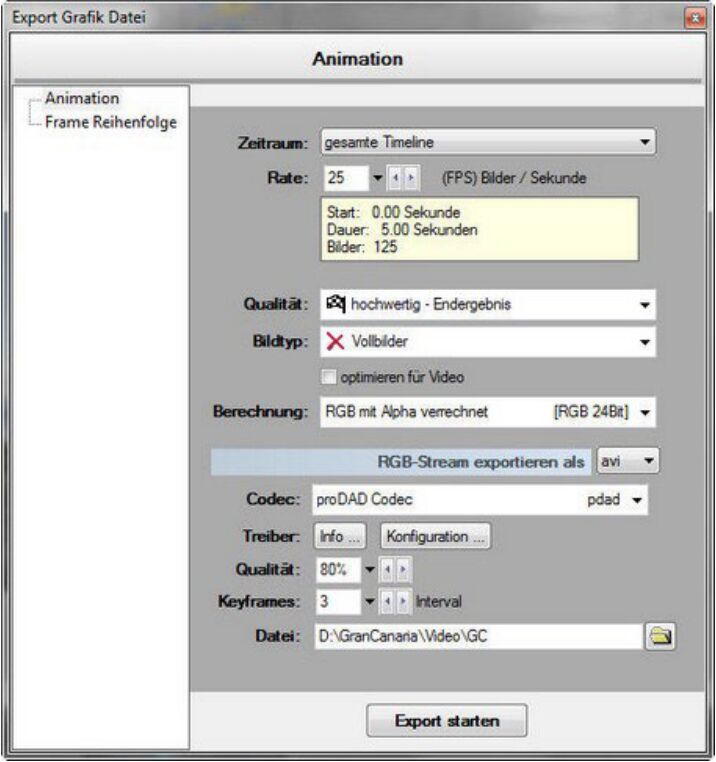 Export Grafik Datei
Animation
Animation
Frame Reihenfolge
Zeitraum: gesamte Timeline
Rate: 25 (FPS) Bilder / Sekunde
Start: 0.00 Sekunde
Dauer: 5.00 Sekunden
Bilder: 125
Qualität: hochwertig - Endergebnis
Bildtyp: Vollbilder
optimieren für Video
Berechnung: RGB mit Alpha verrechnet [RGB 24Bit]
RGB-Stream exportieren als avi
Codec: proDAD Codec pdad
Treiber: Info ... Konfiguration ...
Qualität: 80%
Keyframes: 3 Interval
Datei: D:\GranCanaria\Video\GC
Export starten